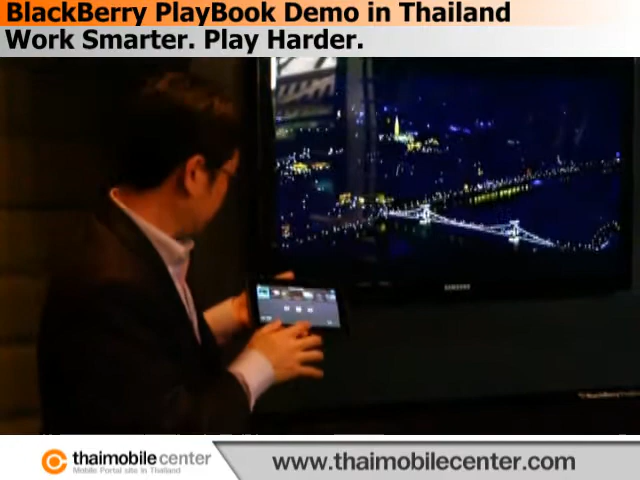 BlackBerry PlayBook Demo in Thailand
Work Smarter. Play Harder.
SAMSUNG
thaimobilecenter
Mobile Portal site in Thailand
www.thaimobilecenter.com